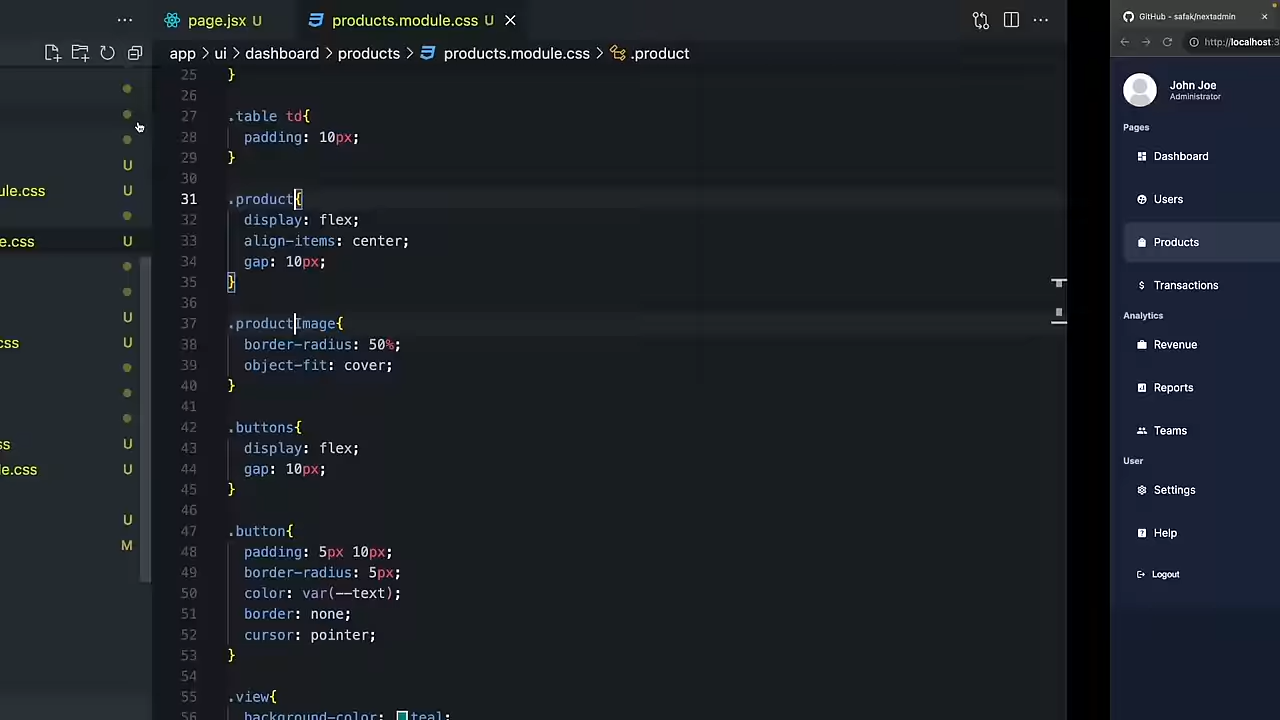 page.jsx U
products.module.css U
app > ui > dashboard > products > products.module.css > .product
ule.css U
e.css U
css U
s U
le.css U
U
M
25 }
26
27 .table td{
28 padding: 10px;
29 }
30
31 .product{
32 display: flex;
33 align-items: center;
34 gap: 10px;
35 }
36
37 .productImage{
38 border-radius: 50%;
39 object-fit: cover;
40 }
41
42 .buttons{
43 display: flex;
44 gap: 10px;
45 }
46
47 .button{
48 padding: 5px 10px;
49 border-radius: 5px;
50 color: var(--text);
51 border: none;
52 cursor: pointer;
53 }
54
55 .view{
56 background-color: teal;
GitHub - safak/nextadmin
http://localhost:3
John Joe
Administrator
Pages
Dashboard
Users
Products
Transactions
Analytics
Revenue
Reports
Teams
User
Settings
Help
Logout